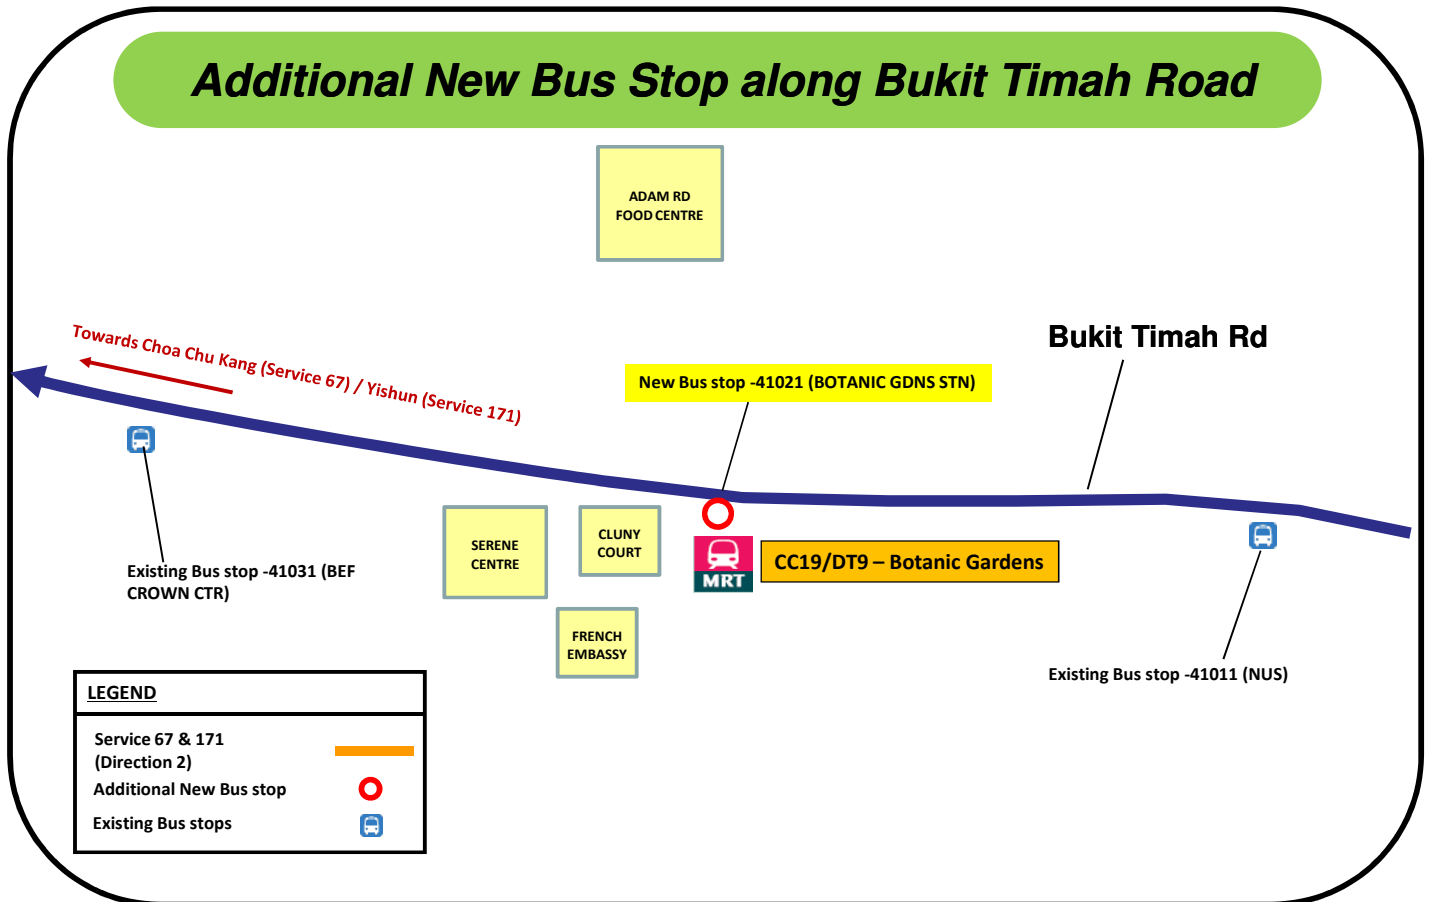 Additional New Bus Stop along Bukit Timah Road
ADAM RD
FOOD CENTRE
Towards Choa Chu Kang (Service 67) / Yishun (Service 171)
Bukit Timah Rd
New Bus stop -41021 (BOTANIC GDNS STN)
SERENE
CENTRE
CLUNY
COURT
MRT
CC19/DT9 – Botanic Gardens
Existing Bus stop -41031 (BEF
CROWN CTR)
FRENCH
EMBASSY
Existing Bus stop -41011 (NUS)
LEGEND
Service 67 & 171
(Direction 2)
Additional New Bus stop
Existing Bus stops